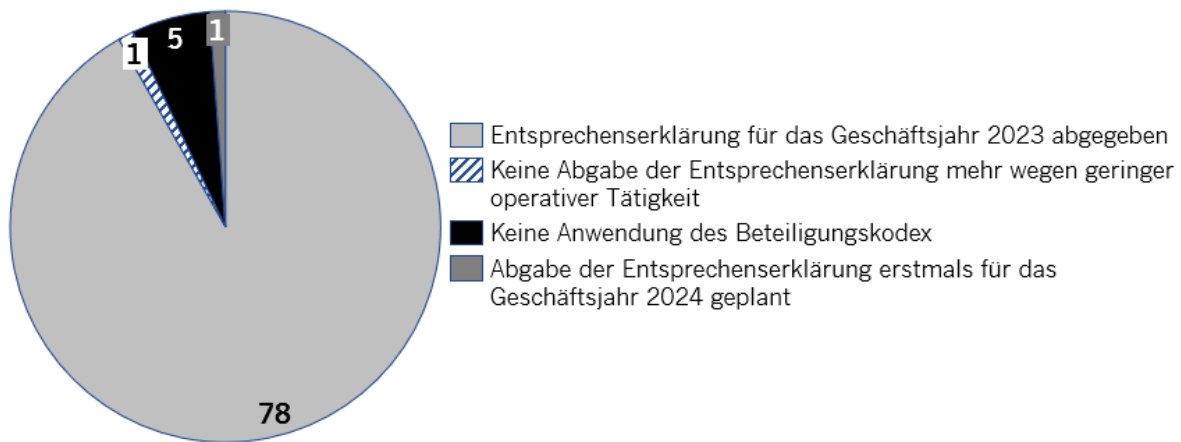 1
5
1
78
Entsprechenserklärung für das Geschäftsjahr 2023 abgegeben
Keine Abgabe der Entsprechenserklärung mehr wegen geringer
operativer Tätigkeit
Keine Anwendung des Beteiligungskodex
Abgabe der Entsprechenserklärung erstmals für das
Geschäftsjahr 2024 geplant